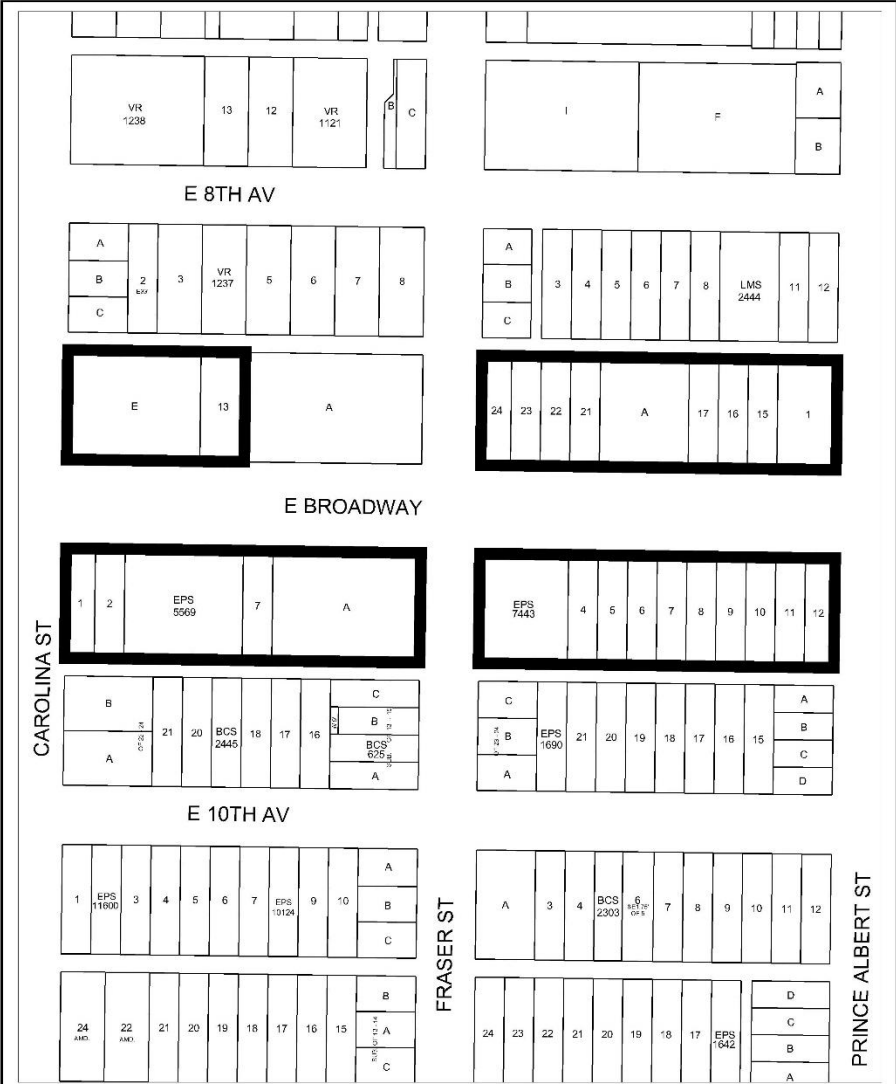 VR
1238
13
12
VR
1121
B
C
I
F
A
B
E 8TH AV
A
B
C
2
3
VR
1237
5
6
7
8
A
B
C
3
4
5
6
7
8
LMS
2444
11
12
E
13
A
24
23
22
21
A
17
16
15
1
E BROADWAY
1
2
EPS
5569
7
A
EPS
7443
4
5
6
7
8
9
10
11
12
CAROLINA ST
B
A
21
20
BCS
2445
18
17
16
C
B
BCS
625
A
C
B
A
EPS
1690
21
20
19
18
17
16
15
A
B
C
D
E 10TH AV
1
EPS
11600
3
4
5
6
7
EPS
10124
9
10
A
B
C
FRASER ST
A
3
4
BCS
2303
6
7
8
9
10
11
12
PRINCE ALBERT ST
24
AMD.
22
AMD.
21
20
19
18
17
16
15
B
A
C
24
23
22
21
20
19
18
17
EPS
1642
D
C
B
A